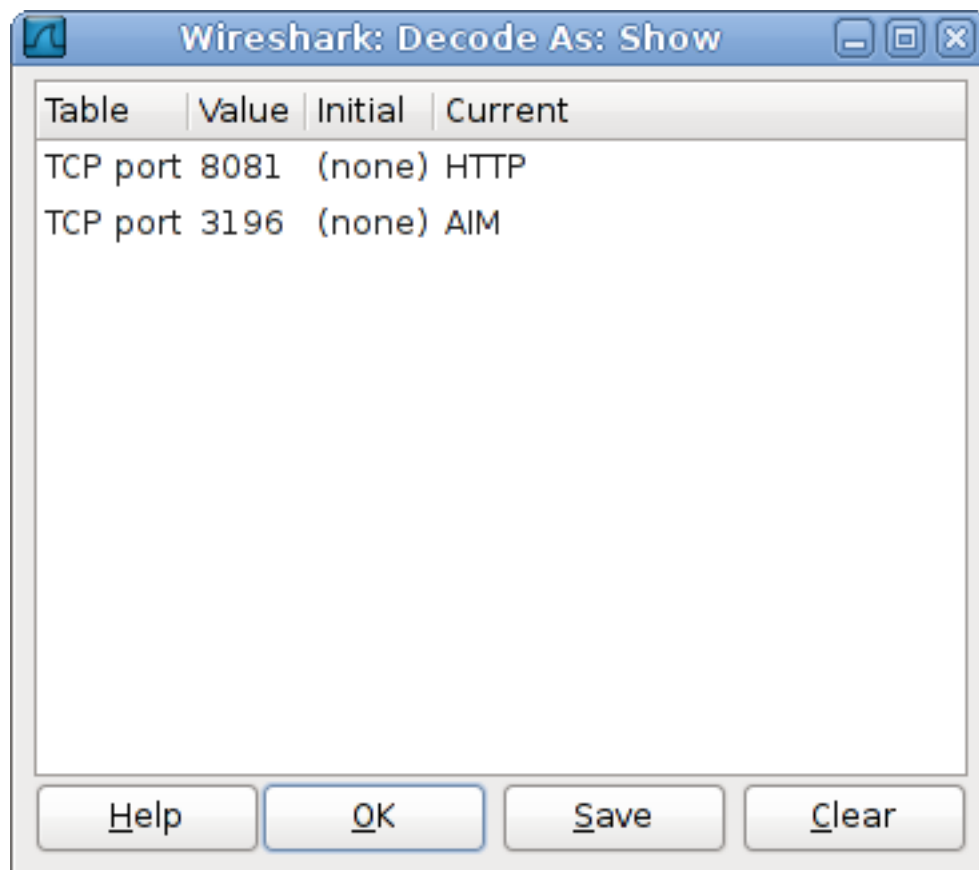 Wireshark: Decode As: Show
Table Value Initial Current
TCP port 8081 (none) HTTP
TCP port 3196 (none) AIM
Help OK Save Clear